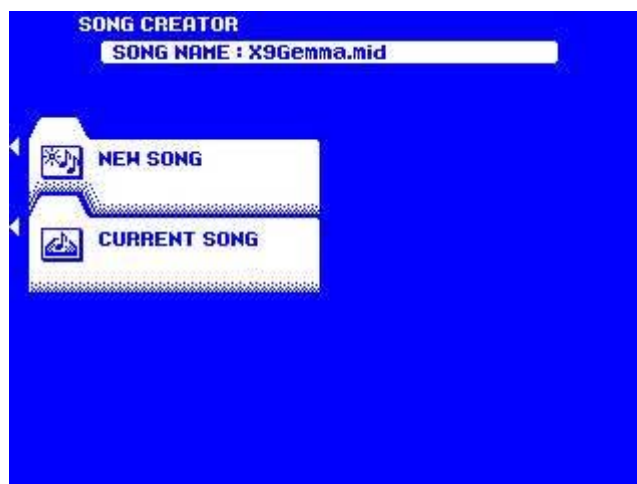 SONG CREATOR
SONG NAME : X9Gemma.mid
NEW SONG
CURRENT SONG